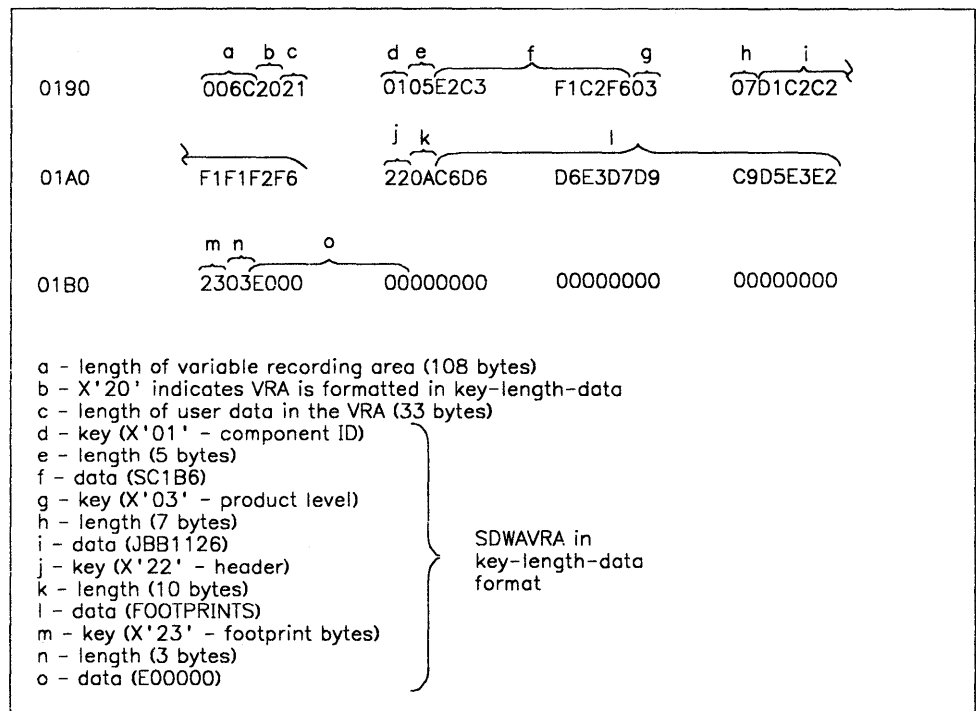 a b c d e f g h i
0190 006C2021 0105E2C3 F1C2F603 07D1C2C2
j k l
01A0 F1F1F2F6 220AC6D6 D6E3D7D9 C9D5E3E2
m n o
01B0 2303E000 00000000 00000000 00000000
a - length of variable recording area (108 bytes)
b - X'20' indicates VRA is formatted in key-length-data
c - length of user data in the VRA (33 bytes)
d - key (X'01' - component ID)
e - length (5 bytes)
f - data (SC1B6)
g - key (X'03' - product level)
h - length (7 bytes)
i - data (JBB1126)
j - key (X'22' - header)
k - length (10 bytes)
l - data (FOOTPRINTS)
m - key (X'23' - footprint bytes)
n - length (3 bytes)
o - data (E00000)
SDWAVRA in
key-length-data
format